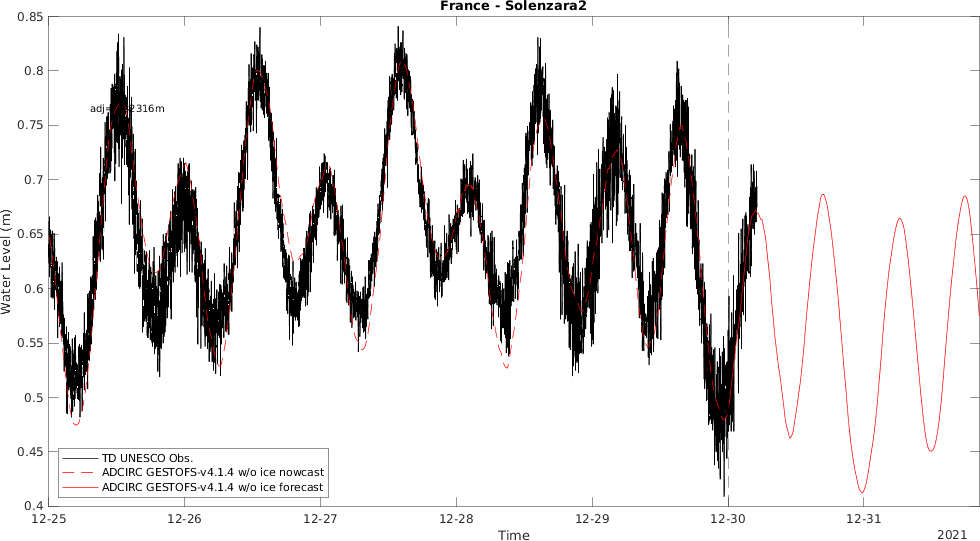 France - Solenzara2
0.85
0.8
0.75
0.7
0.65
0.6
0.55
0.5
0.45
0.4
Water Level (m)
TD UNESCO Obs.
ADCIRC GESTOFS-v4.1.4 w/o ice nowcast
ADCIRC GESTOFS-v4.1.4 w/o ice forecast
12-25 12-26 12-27 12-28 12-29 12-30 12-31
Time
2021